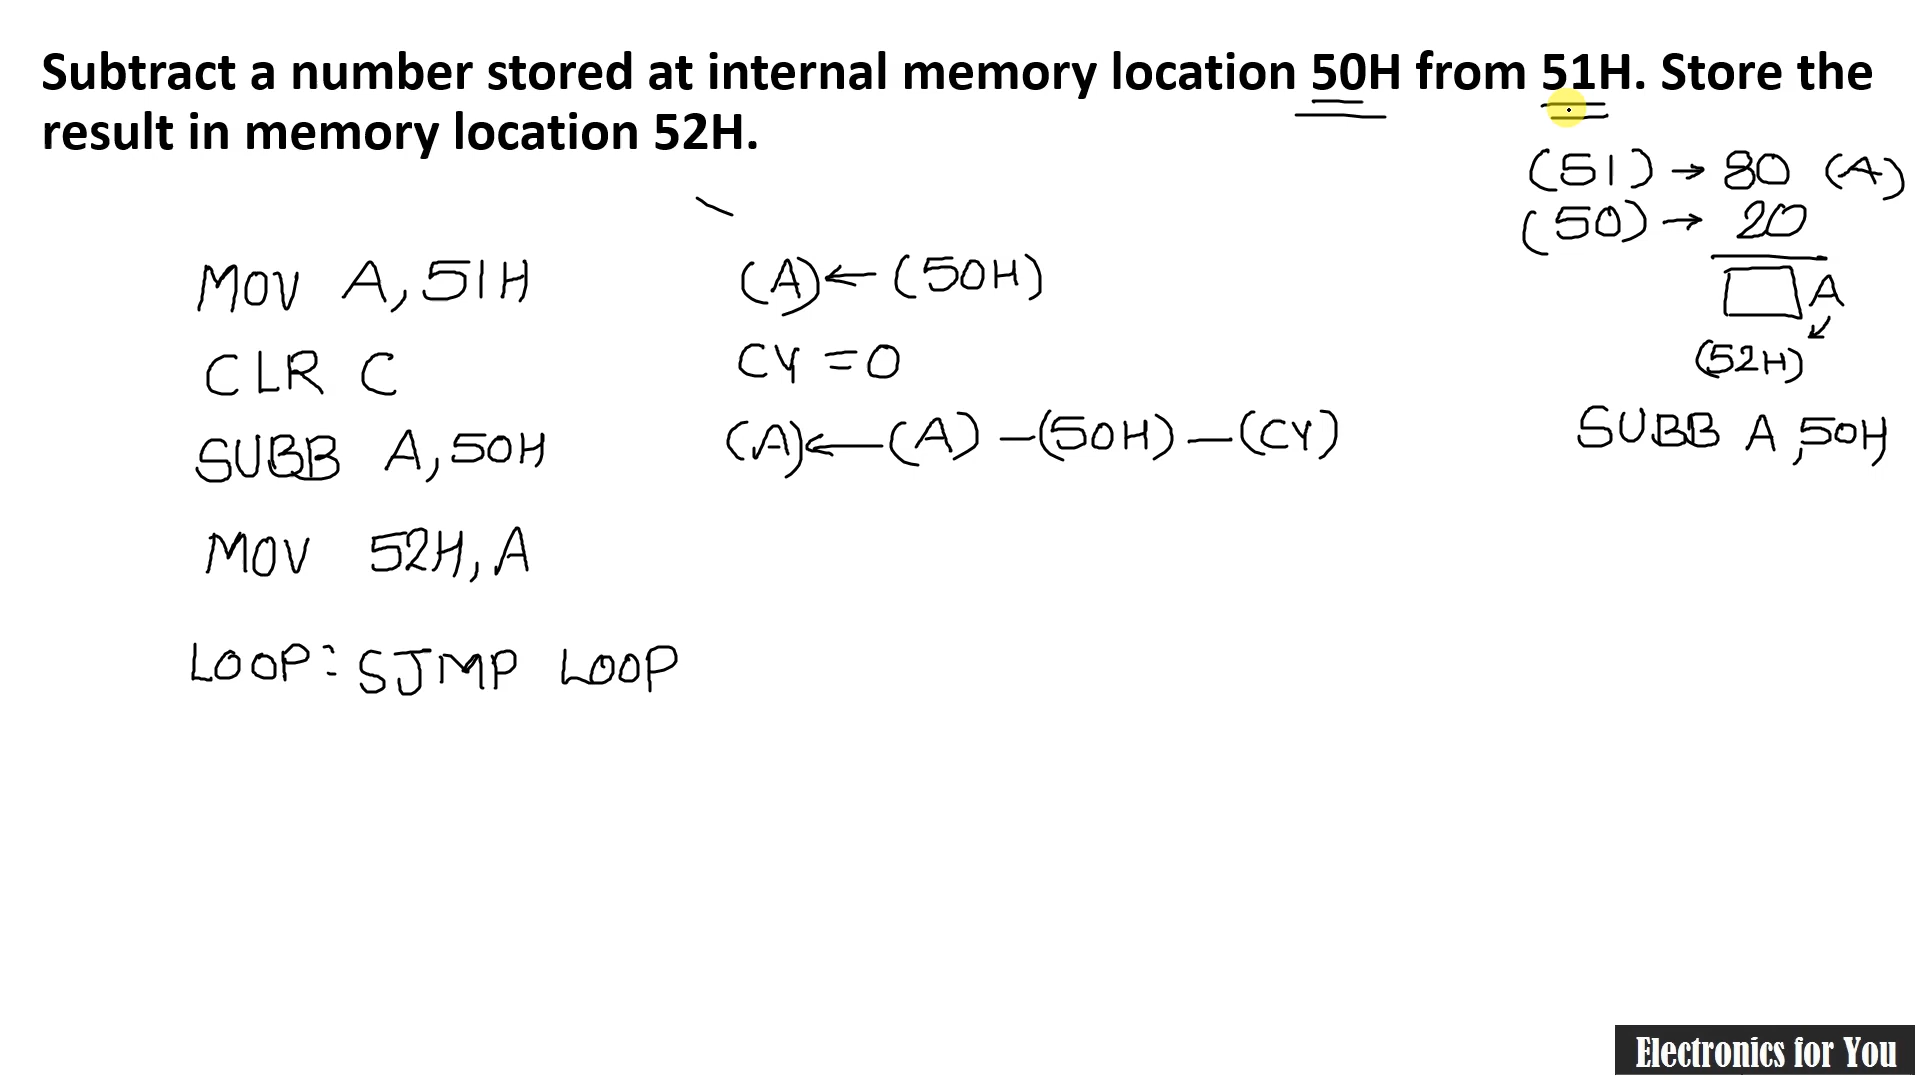 Subtract a number stored at internal memory location 50H from 51H. Store the
result in memory location 52H.
(51) → 80 (A)
(50) → 20
A
(52H)
SUBB A,50H
MOV A,51H (A)←(50H)
CLR C CY=0
SUBB A,50H (A)←(A)-(50H)-(CY)
MOV 52H,A
LOOP: SJMP LOOP
Electronics for You